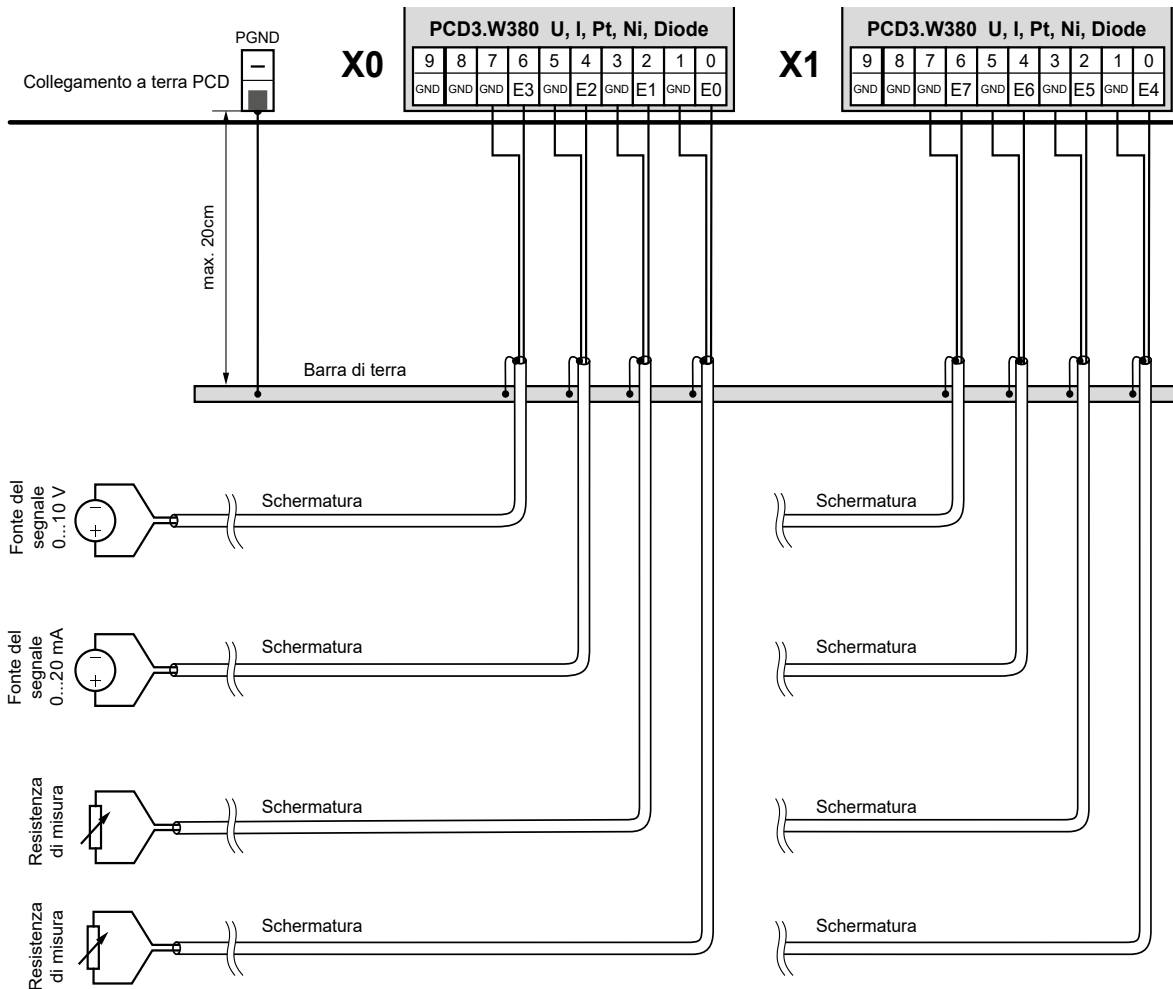 PGND
–
Collegamento a terra PCD
X0
PCD3.W380 U, I, Pt, Ni, Diode
9 8 7 6 5 4 3 2 1 0
GND GND GND E3 GND E2 GND E1 GND E0
X1
PCD3.W380 U, I, Pt, Ni, Diode
9 8 7 6 5 4 3 2 1 0
GND GND GND E7 GND E6 GND E5 GND E4
max. 20cm
Barra di terra
Fonte del
segnale
0...10 V
–
+
Schermatura
Schermatura
Fonte del
segnale
0...20 mA
–
+
Schermatura
Schermatura
Resistenza
di misura
Schermatura
Schermatura
Resistenza
di misura
Schermatura
Schermatura